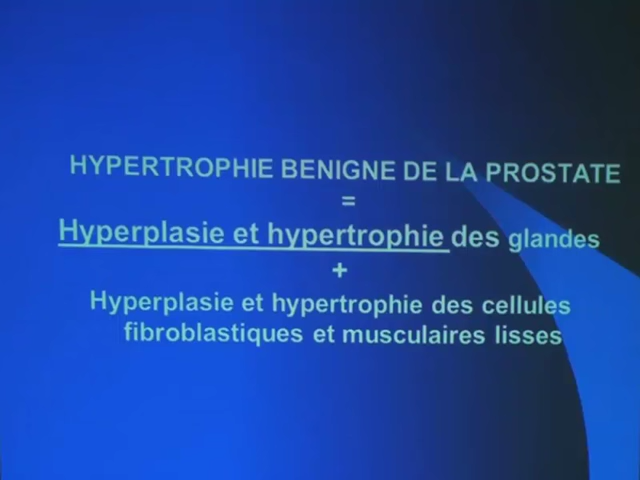 HYPERTROPHIE BENIGNE DE LA PROSTATE
=
Hyperplasie et hypertrophie des glandes
+
Hyperplasie et hypertrophie des cellules
fibroblastiques et musculaires lisses